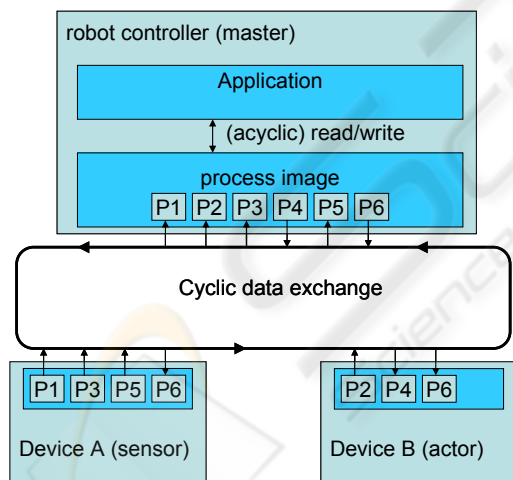 robot controller (master)
Application
(acyclic) read/write
process image
P1 P2 P3 P4 P5 P6
Cyclic data exchange
P1 P3 P5 P6
P2 P4 P6
Device A (sensor)
Device B (actor)
Science